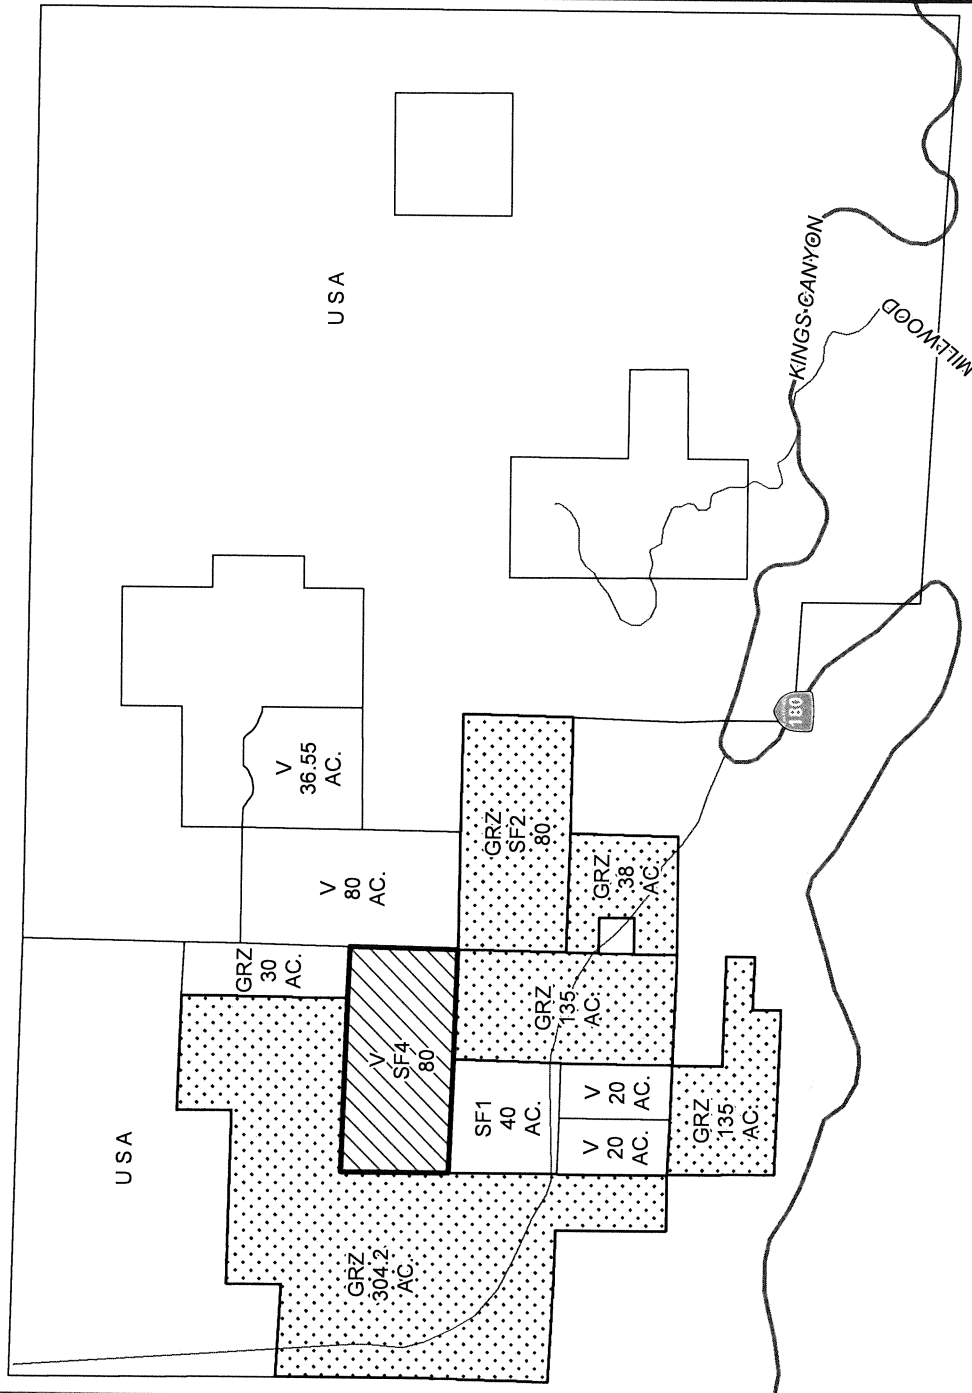 USA
V
36.55
AC.
V
80
AC.
GRZ
SF2
80
GRZ
38
AC.
GRZ
30
AC.
V
SF4
80
GRZ
135
AC.
SF1
40
AC.
V
20
AC.
V
20
AC.
GRZ
135
AC.
GRZ
304.2
AC.
USA
KINGS CANYON
MILLWOOD
180